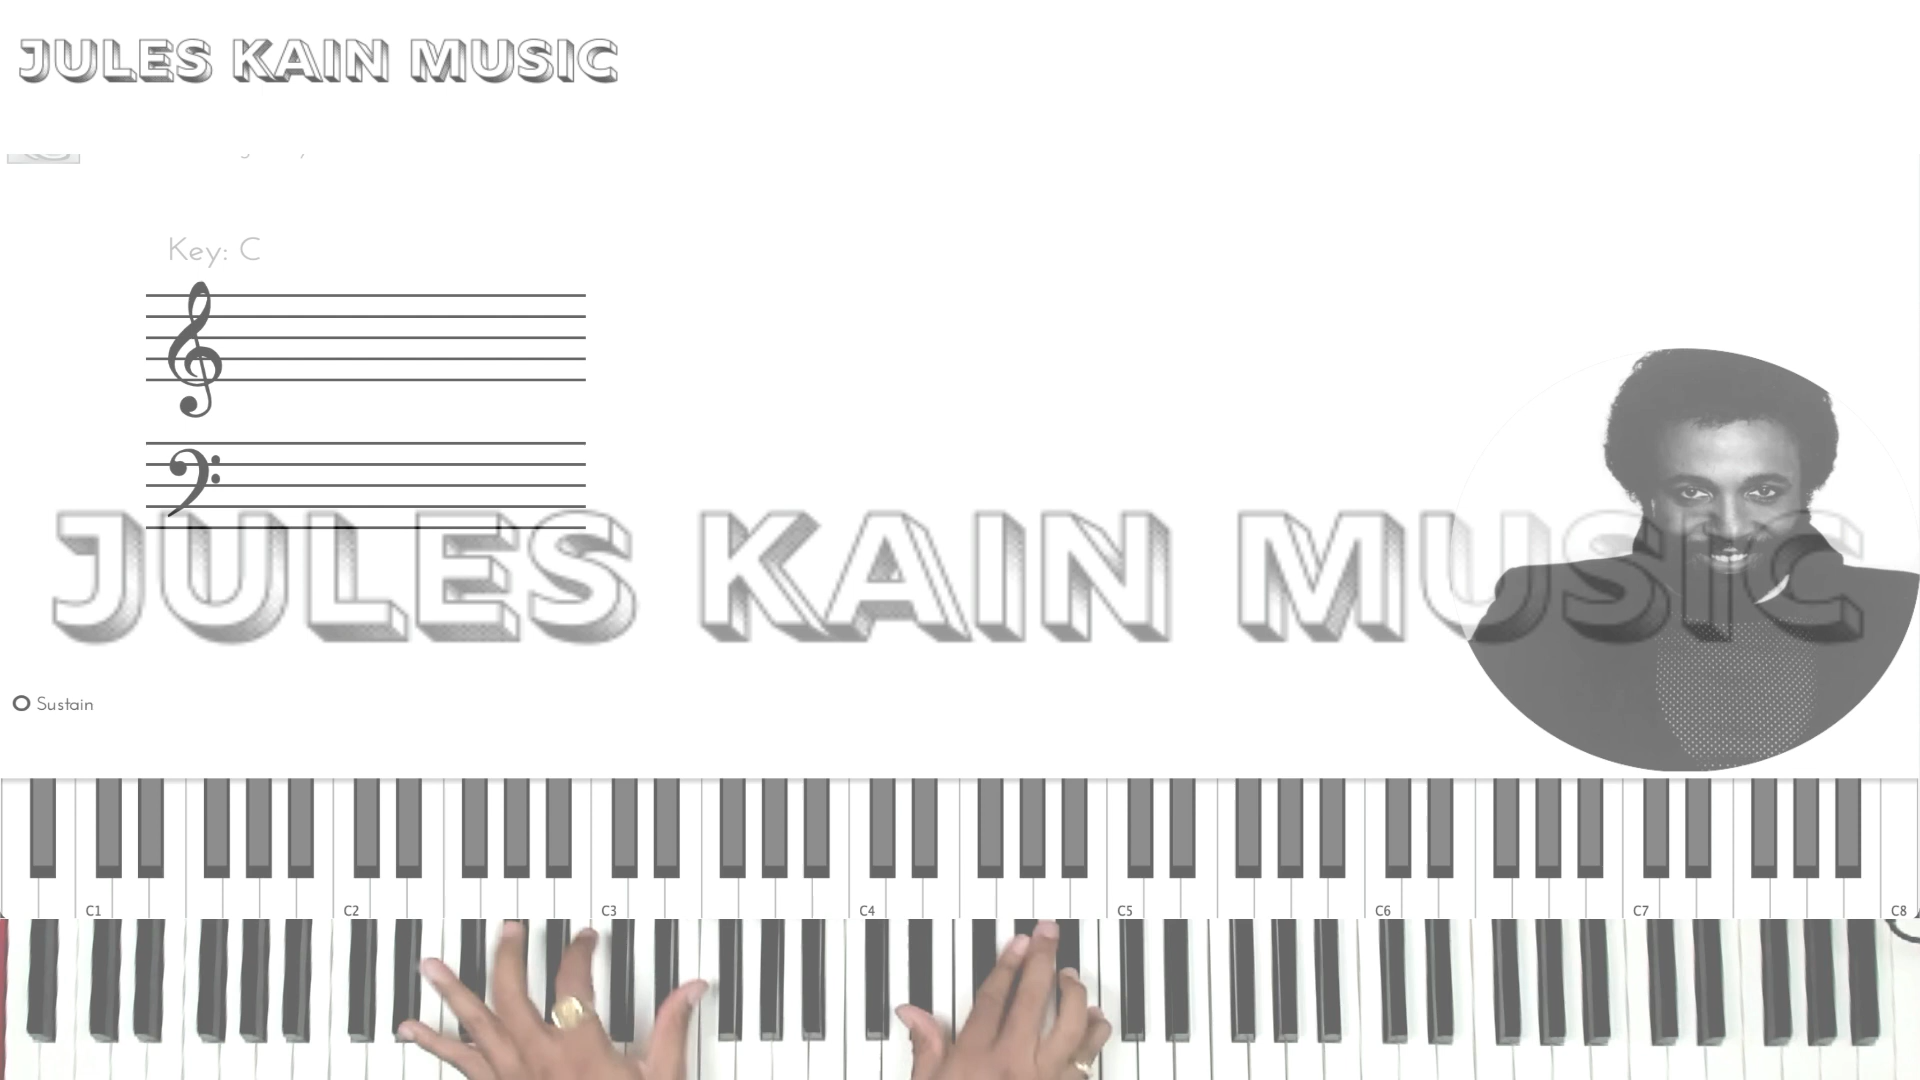 JULES KAIN MUSIC
Key: C
JULES KAIN MUSIC
Sustain
C1 C2 C3 C4 C5 C6 C7 C8